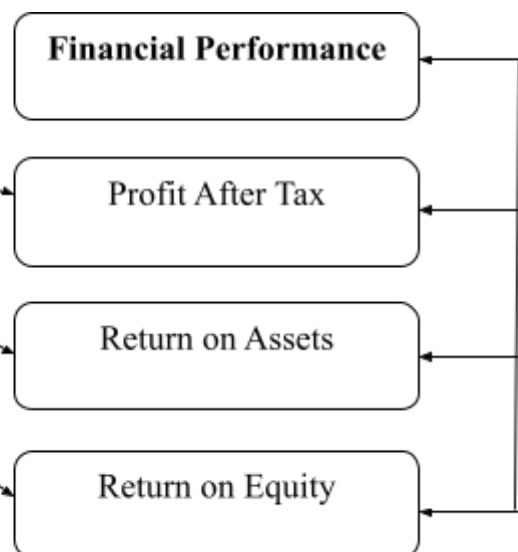 Financial Performance
Profit After Tax
Return on Assets
Return on Equity